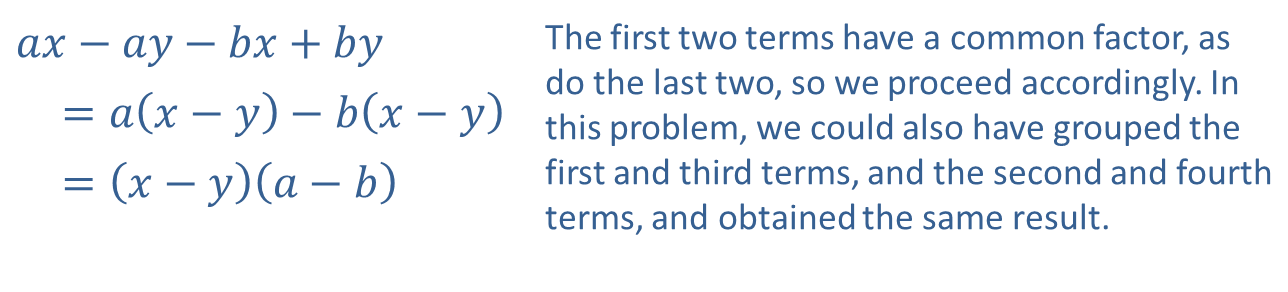 ax − ay − bx + by
= a(x − y) − b(x − y)
= (x − y)(a − b)
The first two terms have a common factor, as
do the last two, so we proceed accordingly. In
this problem, we could also have grouped the
first and third terms, and the second and fourth
terms, and obtained the same result.